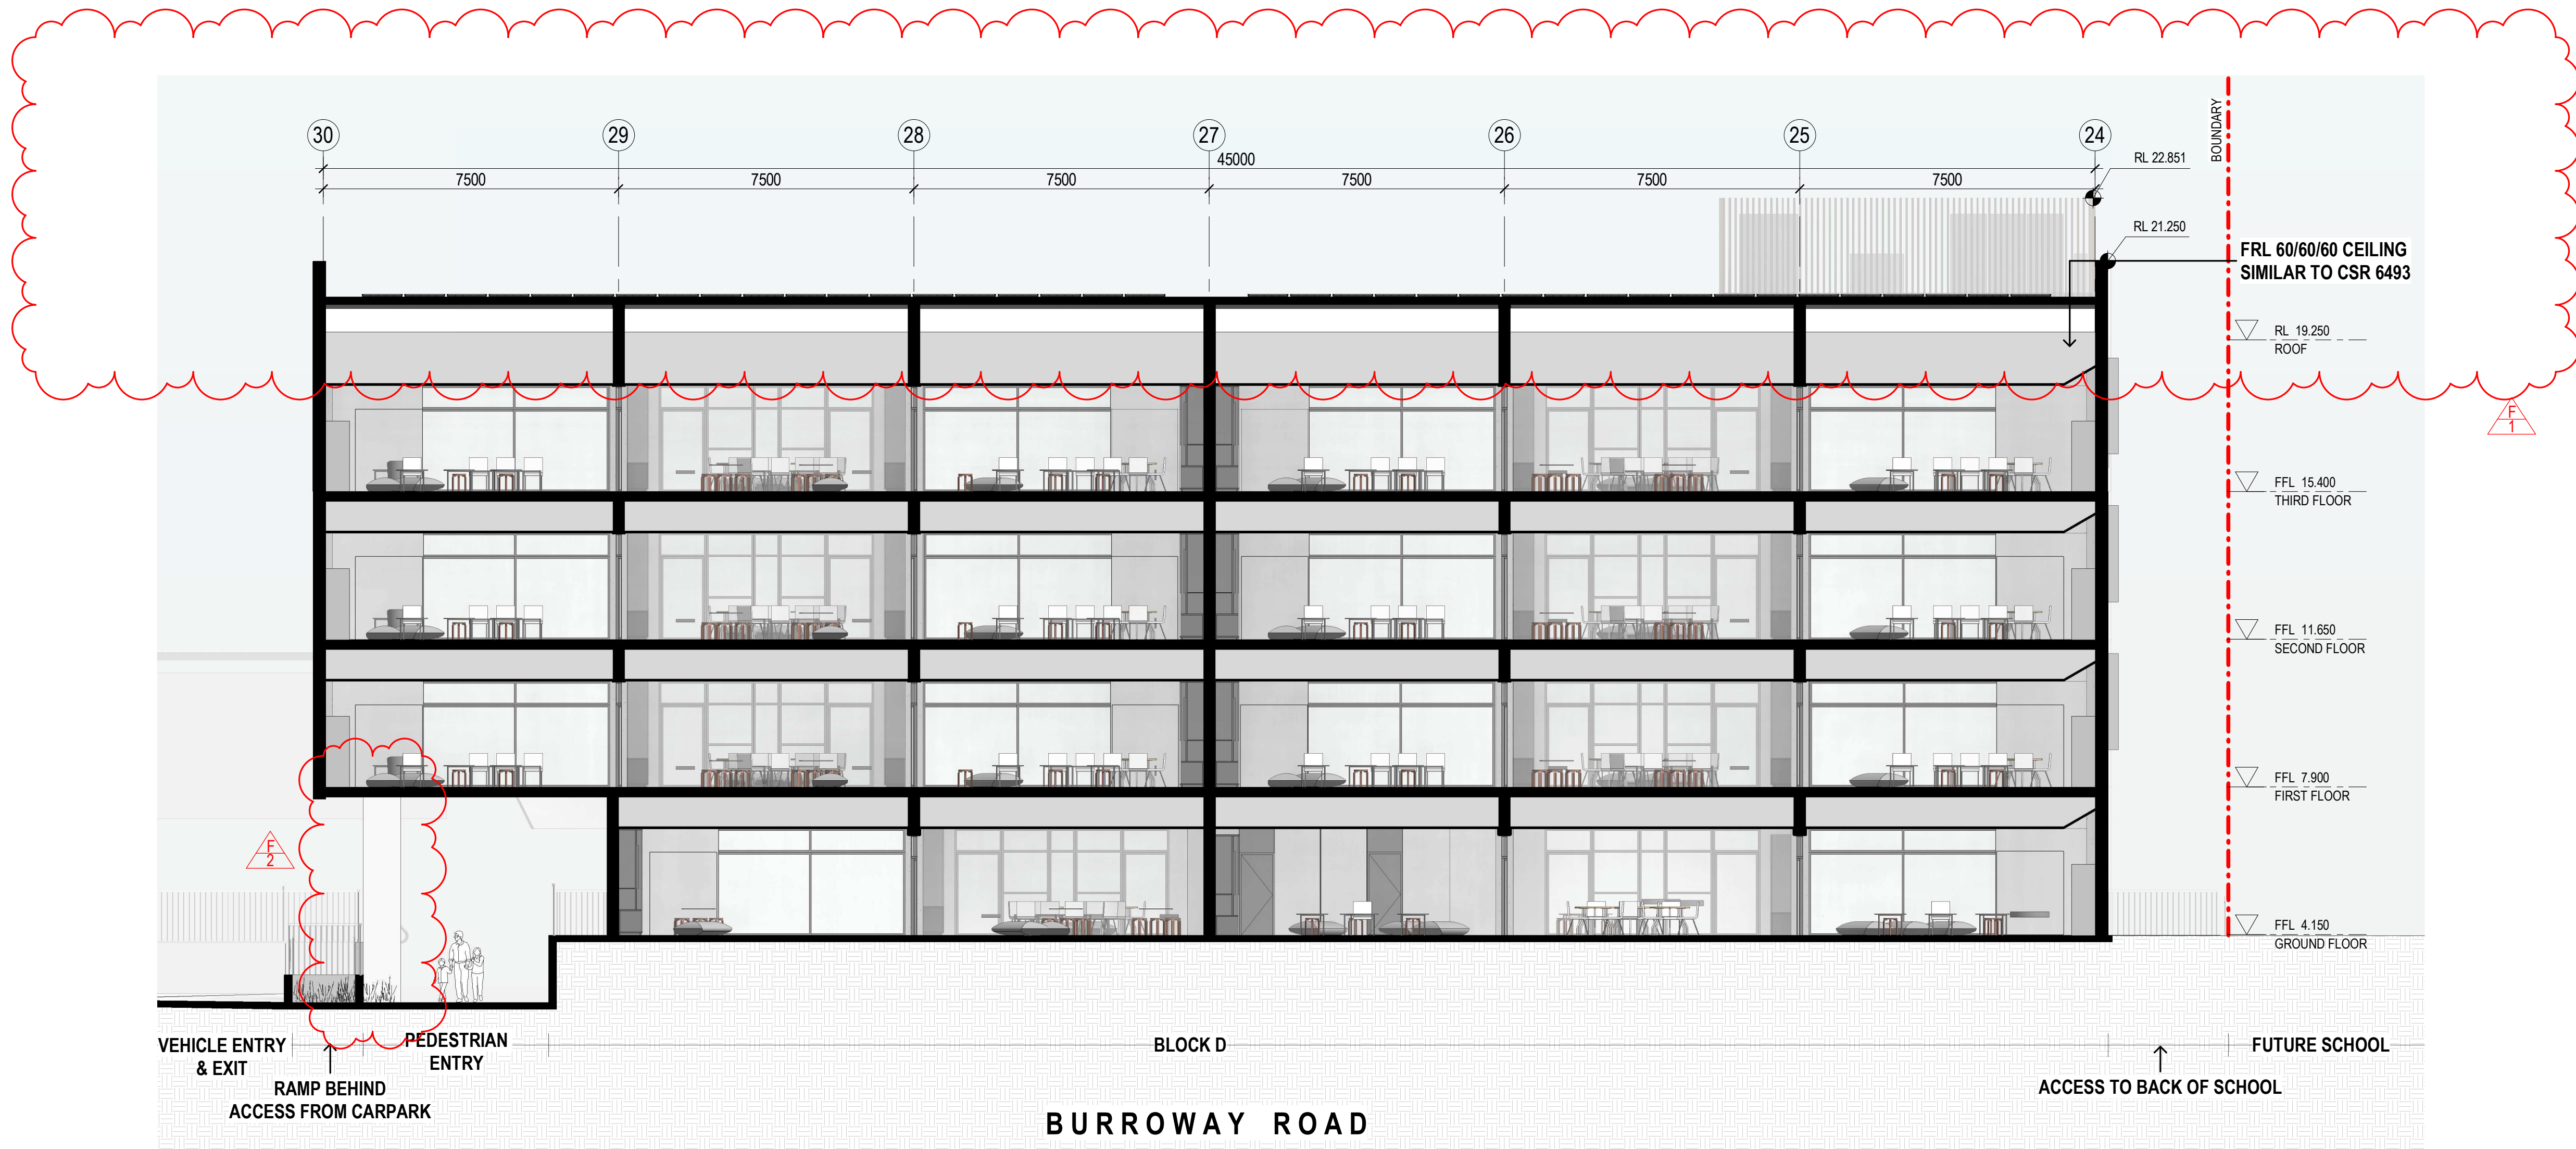 30
29
28
27
26
25
24
BOUNDARY
45000
RL 22.851
7500
7500
7500
7500
7500
7500
RL 21.250
FRL 60/60/60 CEILING
SIMILAR TO CSR 6493
RL 19.250
ROOF
F
1
FFL 15.400
THIRD FLOOR
FFL 11.650
SECOND FLOOR
FFL 7.900
FIRST FLOOR
F
2
FFL 4.150
GROUND FLOOR
VEHICLE ENTRY
& EXIT
PEDESTRIAN
ENTRY
BLOCK D
FUTURE SCHOOL
RAMP BEHIND
ACCESS FROM CARPARK
ACCESS TO BACK OF SCHOOL
BURROWAY ROAD